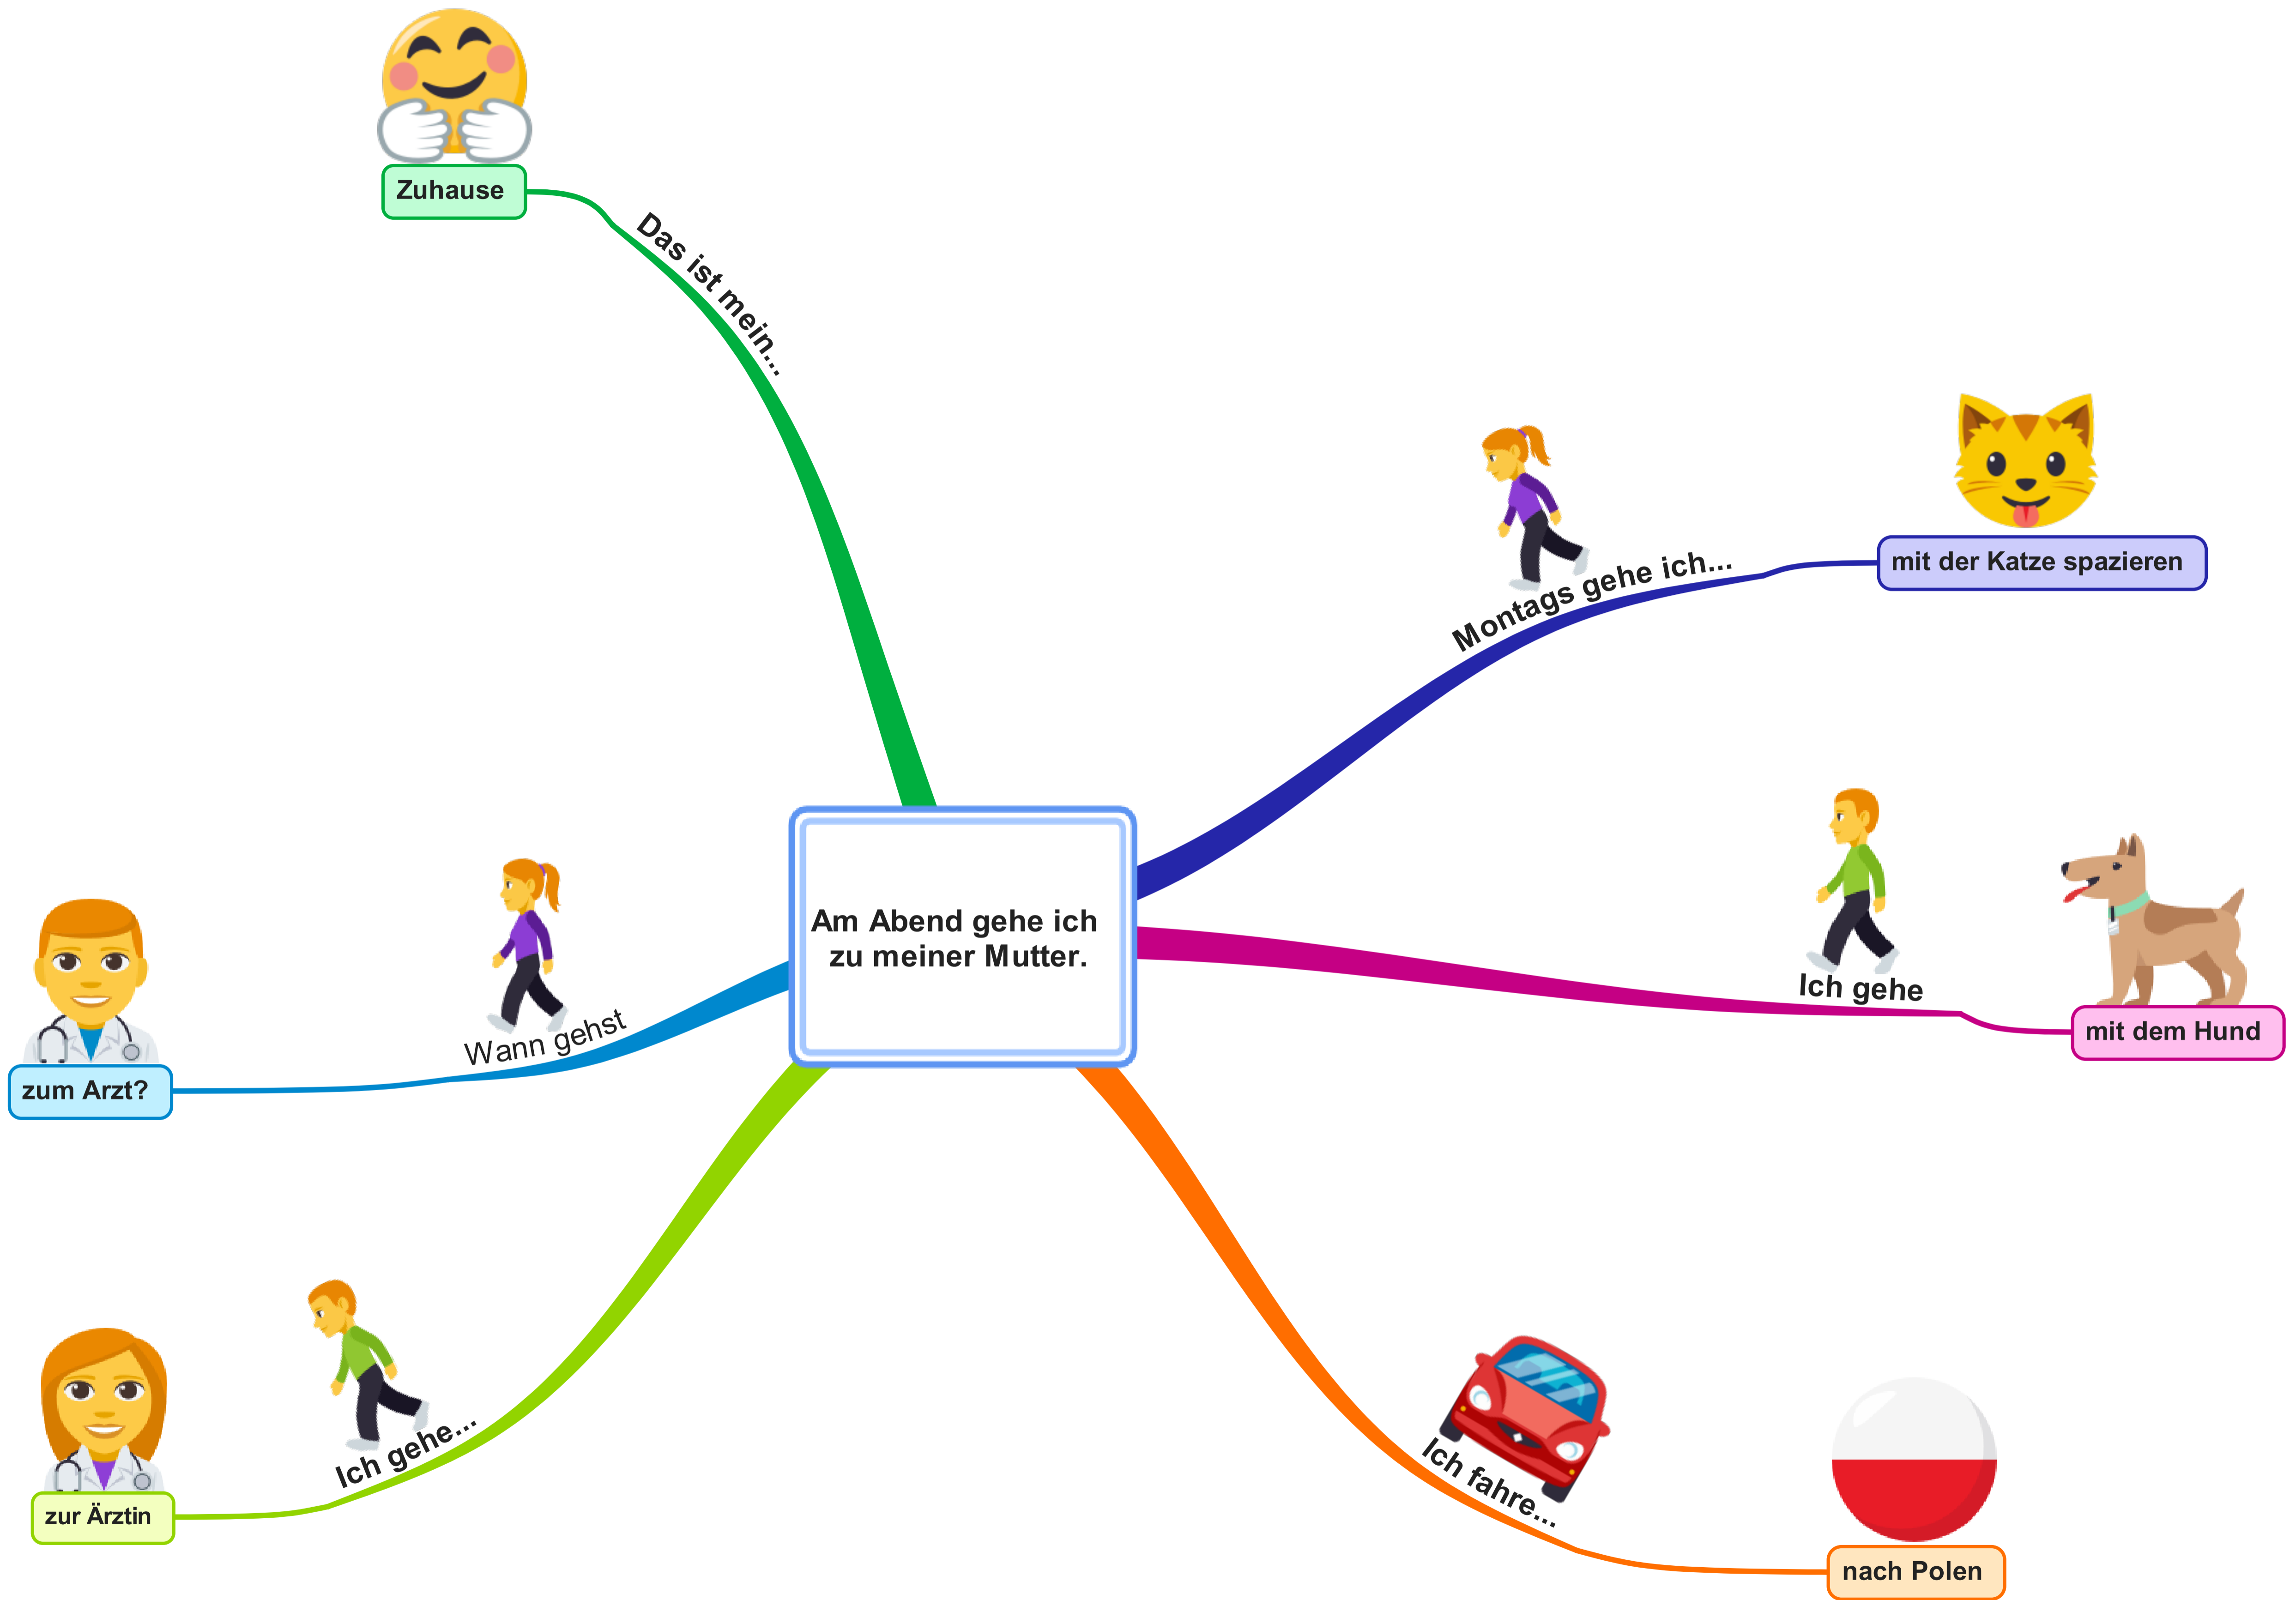 Zuhause
Das ist mein...
Montags gehe ich...
mit der Katze spazieren
Am Abend gehe ich
zu meiner Mutter.
Ich gehe
mit dem Hund
Wann gehst
zum Arzt?
Ich gehe...
zur Ärztin
Ich fahre...
nach Polen